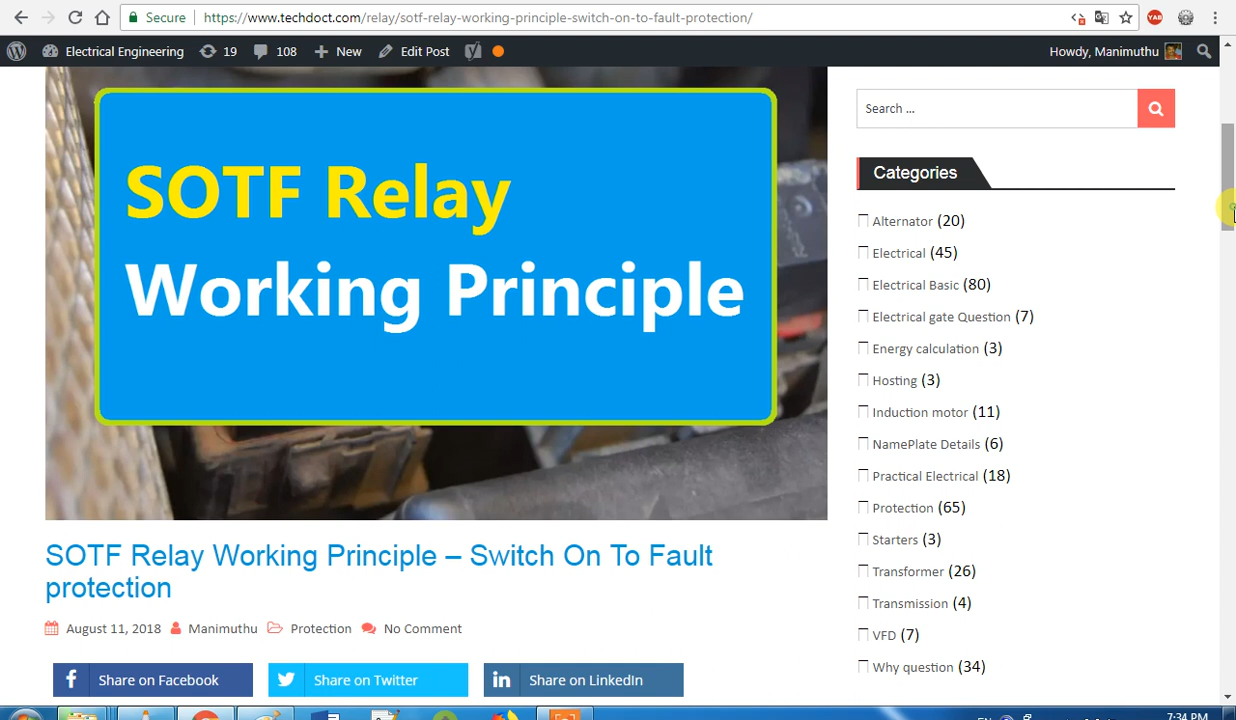 Secure https://www.techdoct.com/relay/sotf-relay-working-principle-switch-on-to-fault-protection/
Electrical Engineering 19 108 New Edit Post Howdy, Manimuthu
SOTF Relay
Working Principle
SOTF Relay Working Principle – Switch On To Fault
protection
August 11, 2018 Manimuthu Protection No Comment
Share on Facebook Share on Twitter Share on LinkedIn
Search ...
Categories
Alternator (20)
Electrical (45)
Electrical Basic (80)
Electrical gate Question (7)
Energy calculation (3)
Hosting (3)
Induction motor (11)
NamePlate Details (6)
Practical Electrical (18)
Protection (65)
Starters (3)
Transformer (26)
Transmission (4)
VFD (7)
Why question (34)
7:34 PM